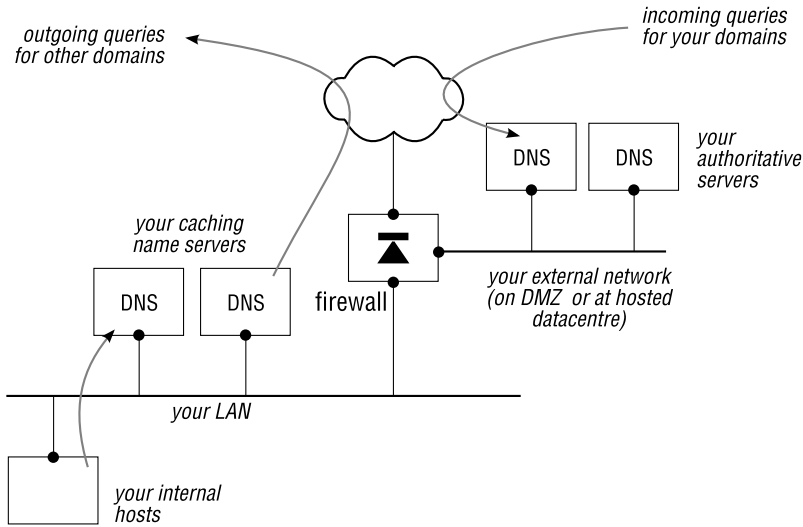 outgoing queries
for other domains
incoming queries
for your domains
DNS
DNS
your
authoritative
servers
your caching
name servers
DNS
DNS
firewall
your external network
(on DMZ or at hosted
datacentre)
your LAN
your internal
hosts